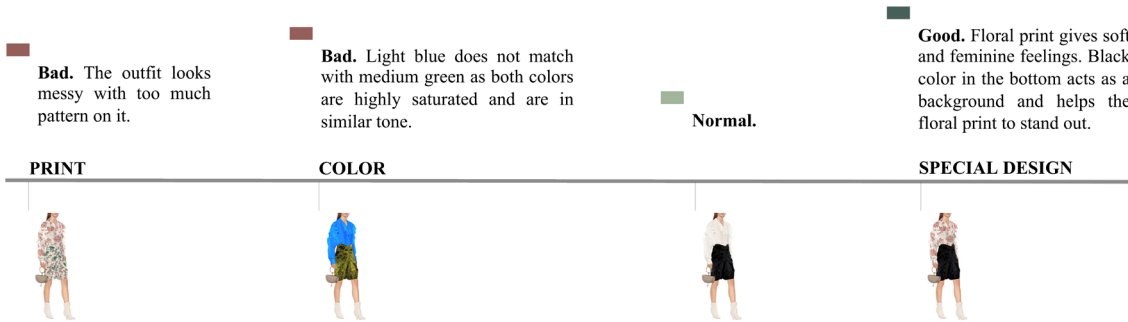 Bad. The outfit looks
messy with too much
pattern on it.
PRINT
Bad. Light blue does not match
with medium green as both colors
are highly saturated and are in
similar tone.
COLOR
Normal.
Good. Floral print gives soft
and feminine feelings. Black
color in the bottom acts as a
background and helps the
floral print to stand out.
SPECIAL DESIGN